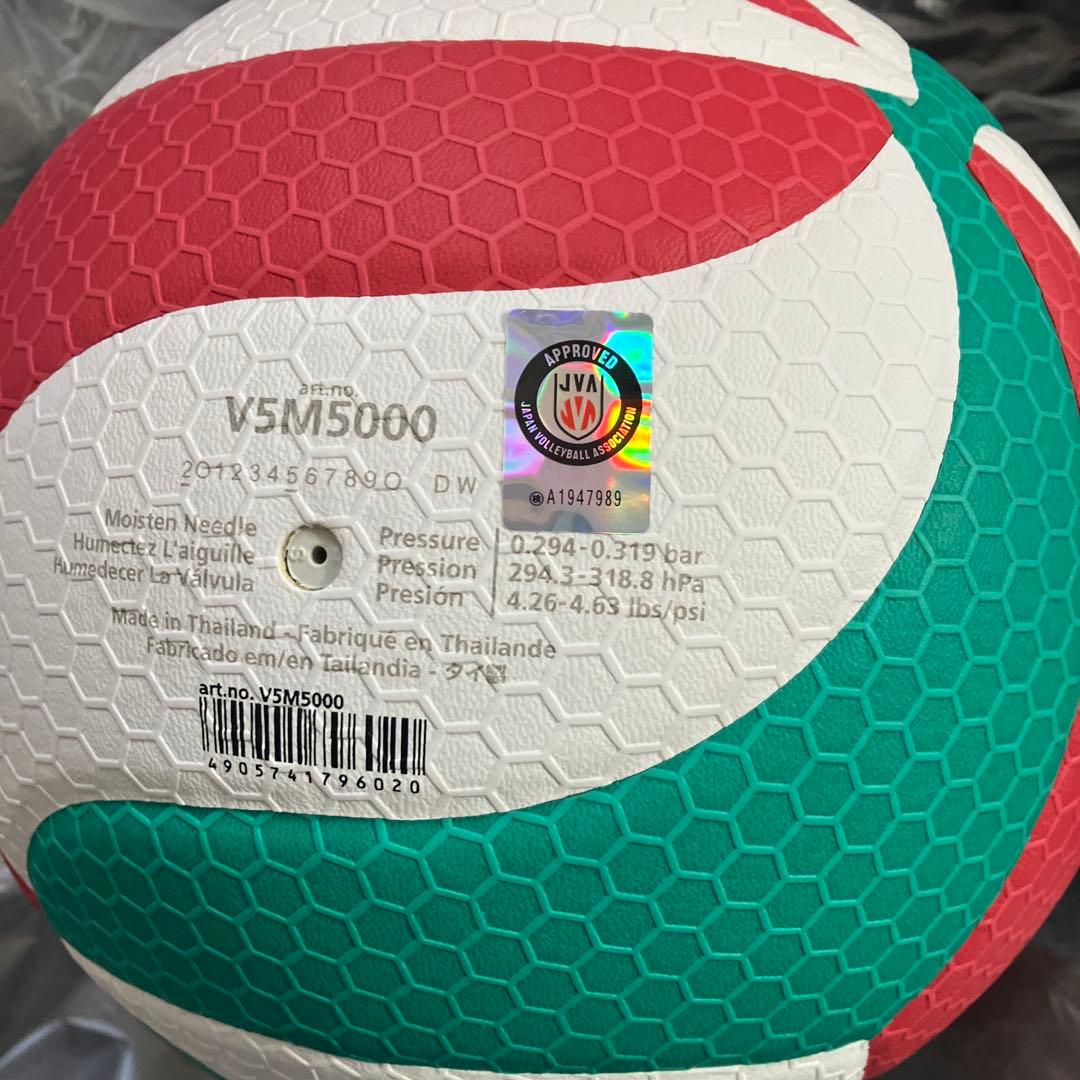 art.no.
V5M5000
201234567890 DW
Moisten Needle
Humectez L'aiguille
Humedecer La Válvula
Pressure
Pression
Presión
0.294-0.319 bar
294.3-318.8 hPa
4.26-4.63 lbs/psi
Made in Thailand - Fabriqué en Thailande
Fabricado em/en Tailandia - タイ製
art.no. V5M5000
4905741796020
APPROVED
JVA
JAPAN VOLLEYBALL ASSOCIATION
検 A1947989